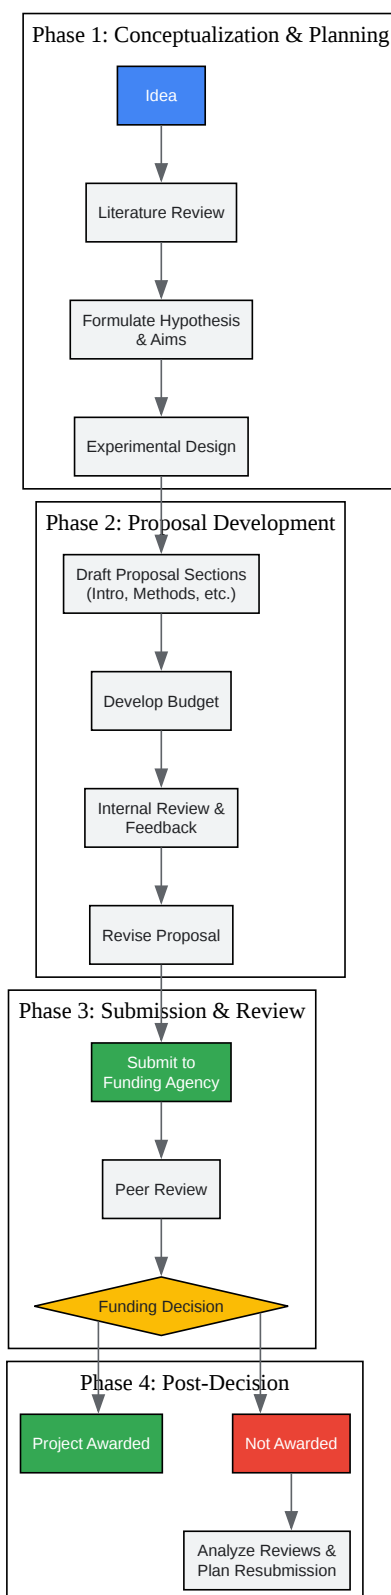 Phase 1: Conceptualization & Planning
Idea
Literature Review
Formulate Hypothesis
& Aims
Experimental Design
Phase 2: Proposal Development
Draft Proposal Sections
(Intro, Methods, etc.)
Develop Budget
Internal Review &
Feedback
Revise Proposal
Phase 3: Submission & Review
Submit to
Funding Agency
Peer Review
Funding Decision
Phase 4: Post-Decision
Project Awarded
Not Awarded
Analyze Reviews &
Plan Resubmission